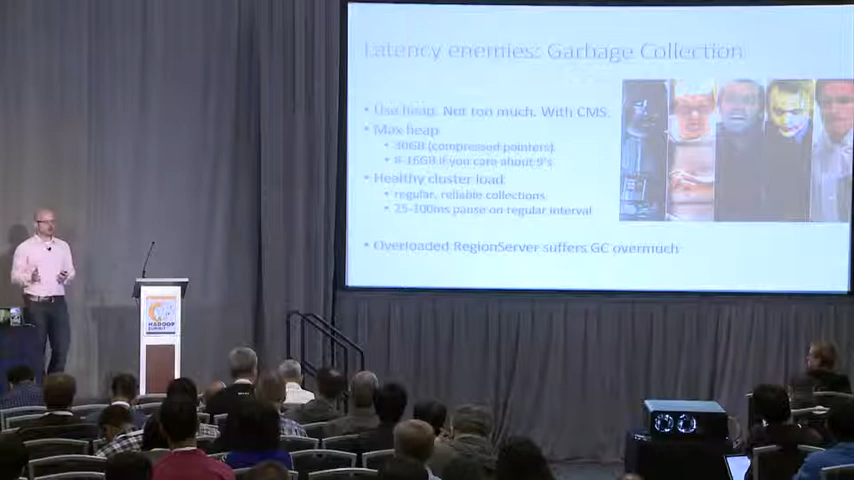 Latency enemies: Garbage Collection
• Use heap. Not too much. With CMS.
• Max heap
• 30GB (compressed pointers)
• 8-16GB if you care about 9's
• Healthy cluster load
• regular, reliable collections
• 25-100ms pause on regular interval
• Overloaded RegionServer suffers GC overmuch
HADOOP
SUMMIT